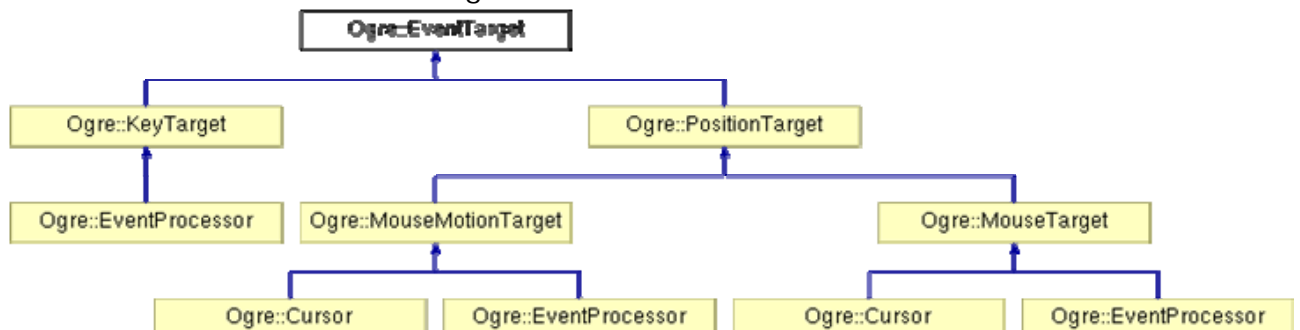 Ogre::EventTarget
Ogre::KeyTarget
Ogre::PositionTarget
Ogre::EventProcessor
Ogre::MouseMotionTarget
Ogre::MouseTarget
Ogre::Cursor
Ogre::EventProcessor
Ogre::Cursor
Ogre::EventProcessor